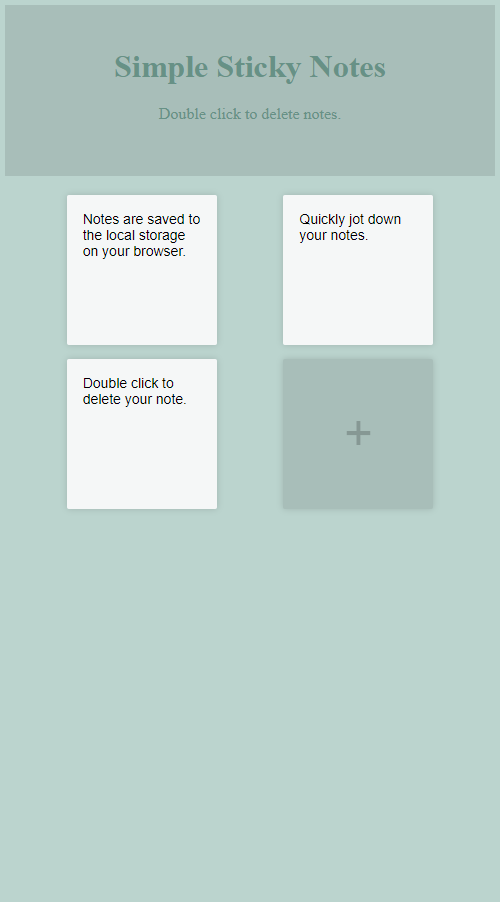 Simple Sticky Notes
Double click to delete notes.
Notes are saved to
the local storage
on your browser.
Quickly jot down
your notes.
Double click to
delete your note.
+